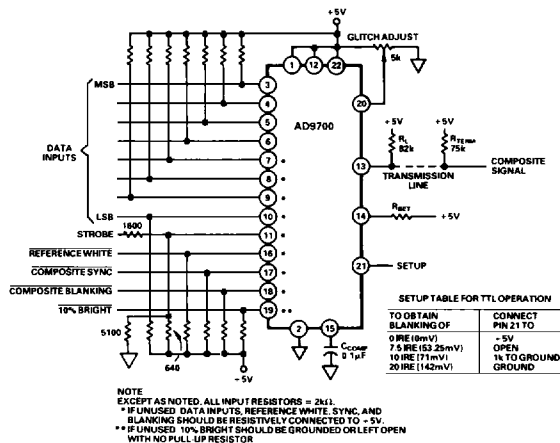 +5V
GLITCH ADJUST
5k
1
12
22
MSB
3
20
4
AD9700
5
+5V
+5V
6
RL
82k
RTERM
75k
DATA
INPUTS
7 *
13
COMPOSITE
SIGNAL
8 *
TRANSMISSION
LINE
9 *
14
RSET
+5V
LSB
10 *
STROBE
1600
11
21
SETUP
REFERENCE WHITE
16 *
COMPOSITE SYNC
17 *
COMPOSITE BLANKING
18 *
10% BRIGHT
19 **
5100
2
15
640
+5V
CCOMP
0.1µF
SETUP TABLE FOR TTL OPERATION
TO OBTAIN BLANKING OF
CONNECT PIN 21 TO
0 IRE (0mV) +5V
7.5 IRE (53.25mV) OPEN
10 IRE (71mV) 1k TO GROUND
20 IRE (142mV) GROUND
NOTE
EXCEPT AS NOTED, ALL INPUT RESISTORS = 2kΩ.
* IF UNUSED DATA INPUTS, REFERENCE WHITE, SYNC, AND
BLANKING SHOULD BE RESISTIVELY CONNECTED TO +5V.
** IF UNUSED 10% BRIGHT SHOULD BE GROUNDED OR LEFT OPEN
WITH NO PULL-UP RESISTOR